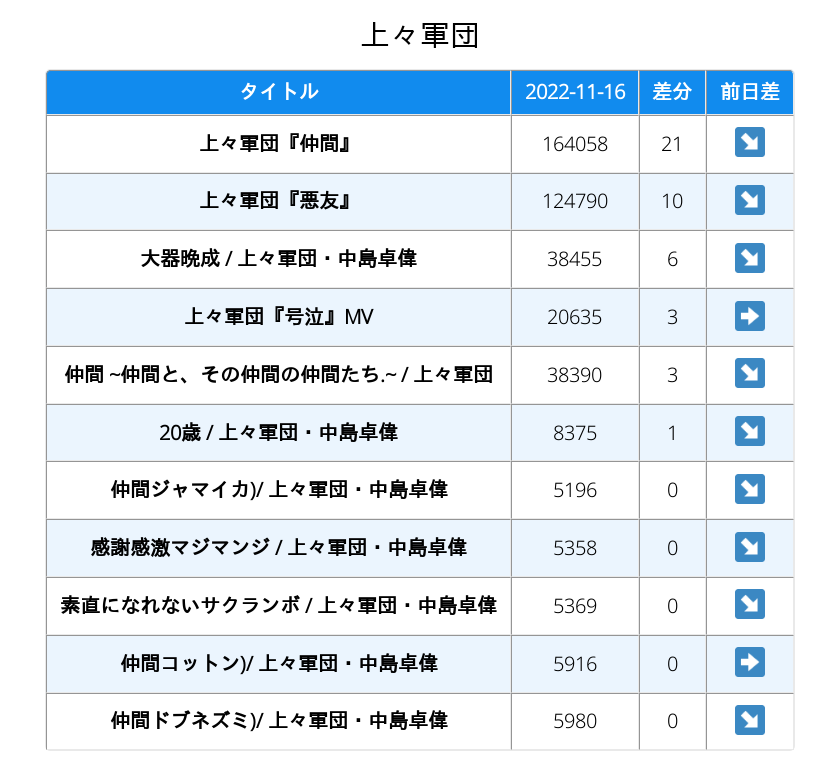 上々軍団
タイトル 2022-11-16 差分 前日差
上々軍団『仲間』 164058 21 ↘
上々軍団『悪友』 124790 10 ↘
大器晩成 / 上々軍団・中島卓偉 38455 6 ↘
上々軍団『号泣』MV 20635 3 ➡
仲間 ~仲間と、その仲間の仲間たち.~ / 上々軍団 38390 3 ↘
20歳 / 上々軍団・中島卓偉 8375 1 ↘
仲間ジャマイカ)/ 上々軍団・中島卓偉 5196 0 ↘
感謝感激マジマンジ / 上々軍団・中島卓偉 5358 0 ↘
素直になれないサクランボ / 上々軍団・中島卓偉 5369 0 ↘
仲間コットン)/ 上々軍団・中島卓偉 5916 0 ➡
仲間ドブネズミ)/ 上々軍団・中島卓偉 5980 0 ↘